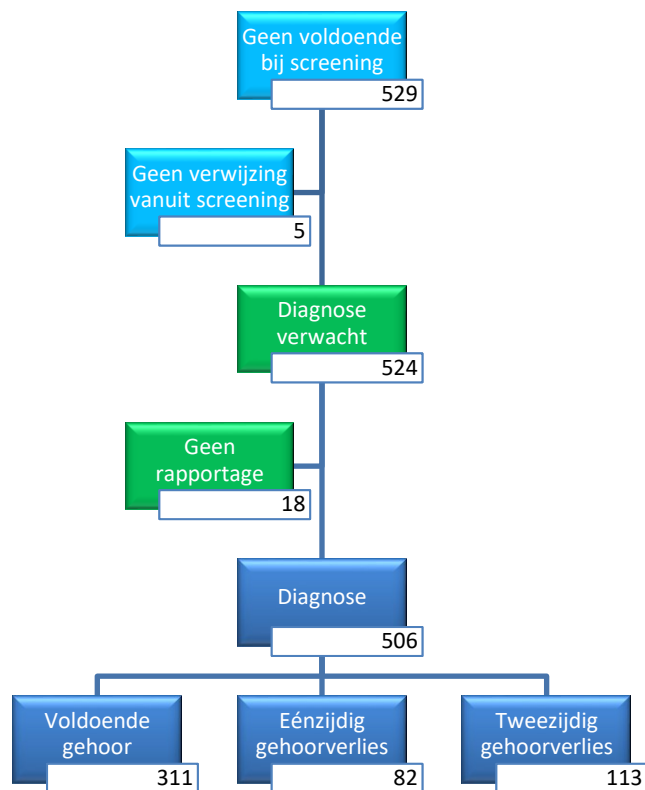 Geen voldoende
bij screening
529
Geen verwijzing
vanuit screening
5
Diagnose
verwacht
524
Geen
rapportage
18
Diagnose
506
Voldoende
gehoor
311
Eénzijdig
gehoorverlies
82
Tweezijdig
gehoorverlies
113